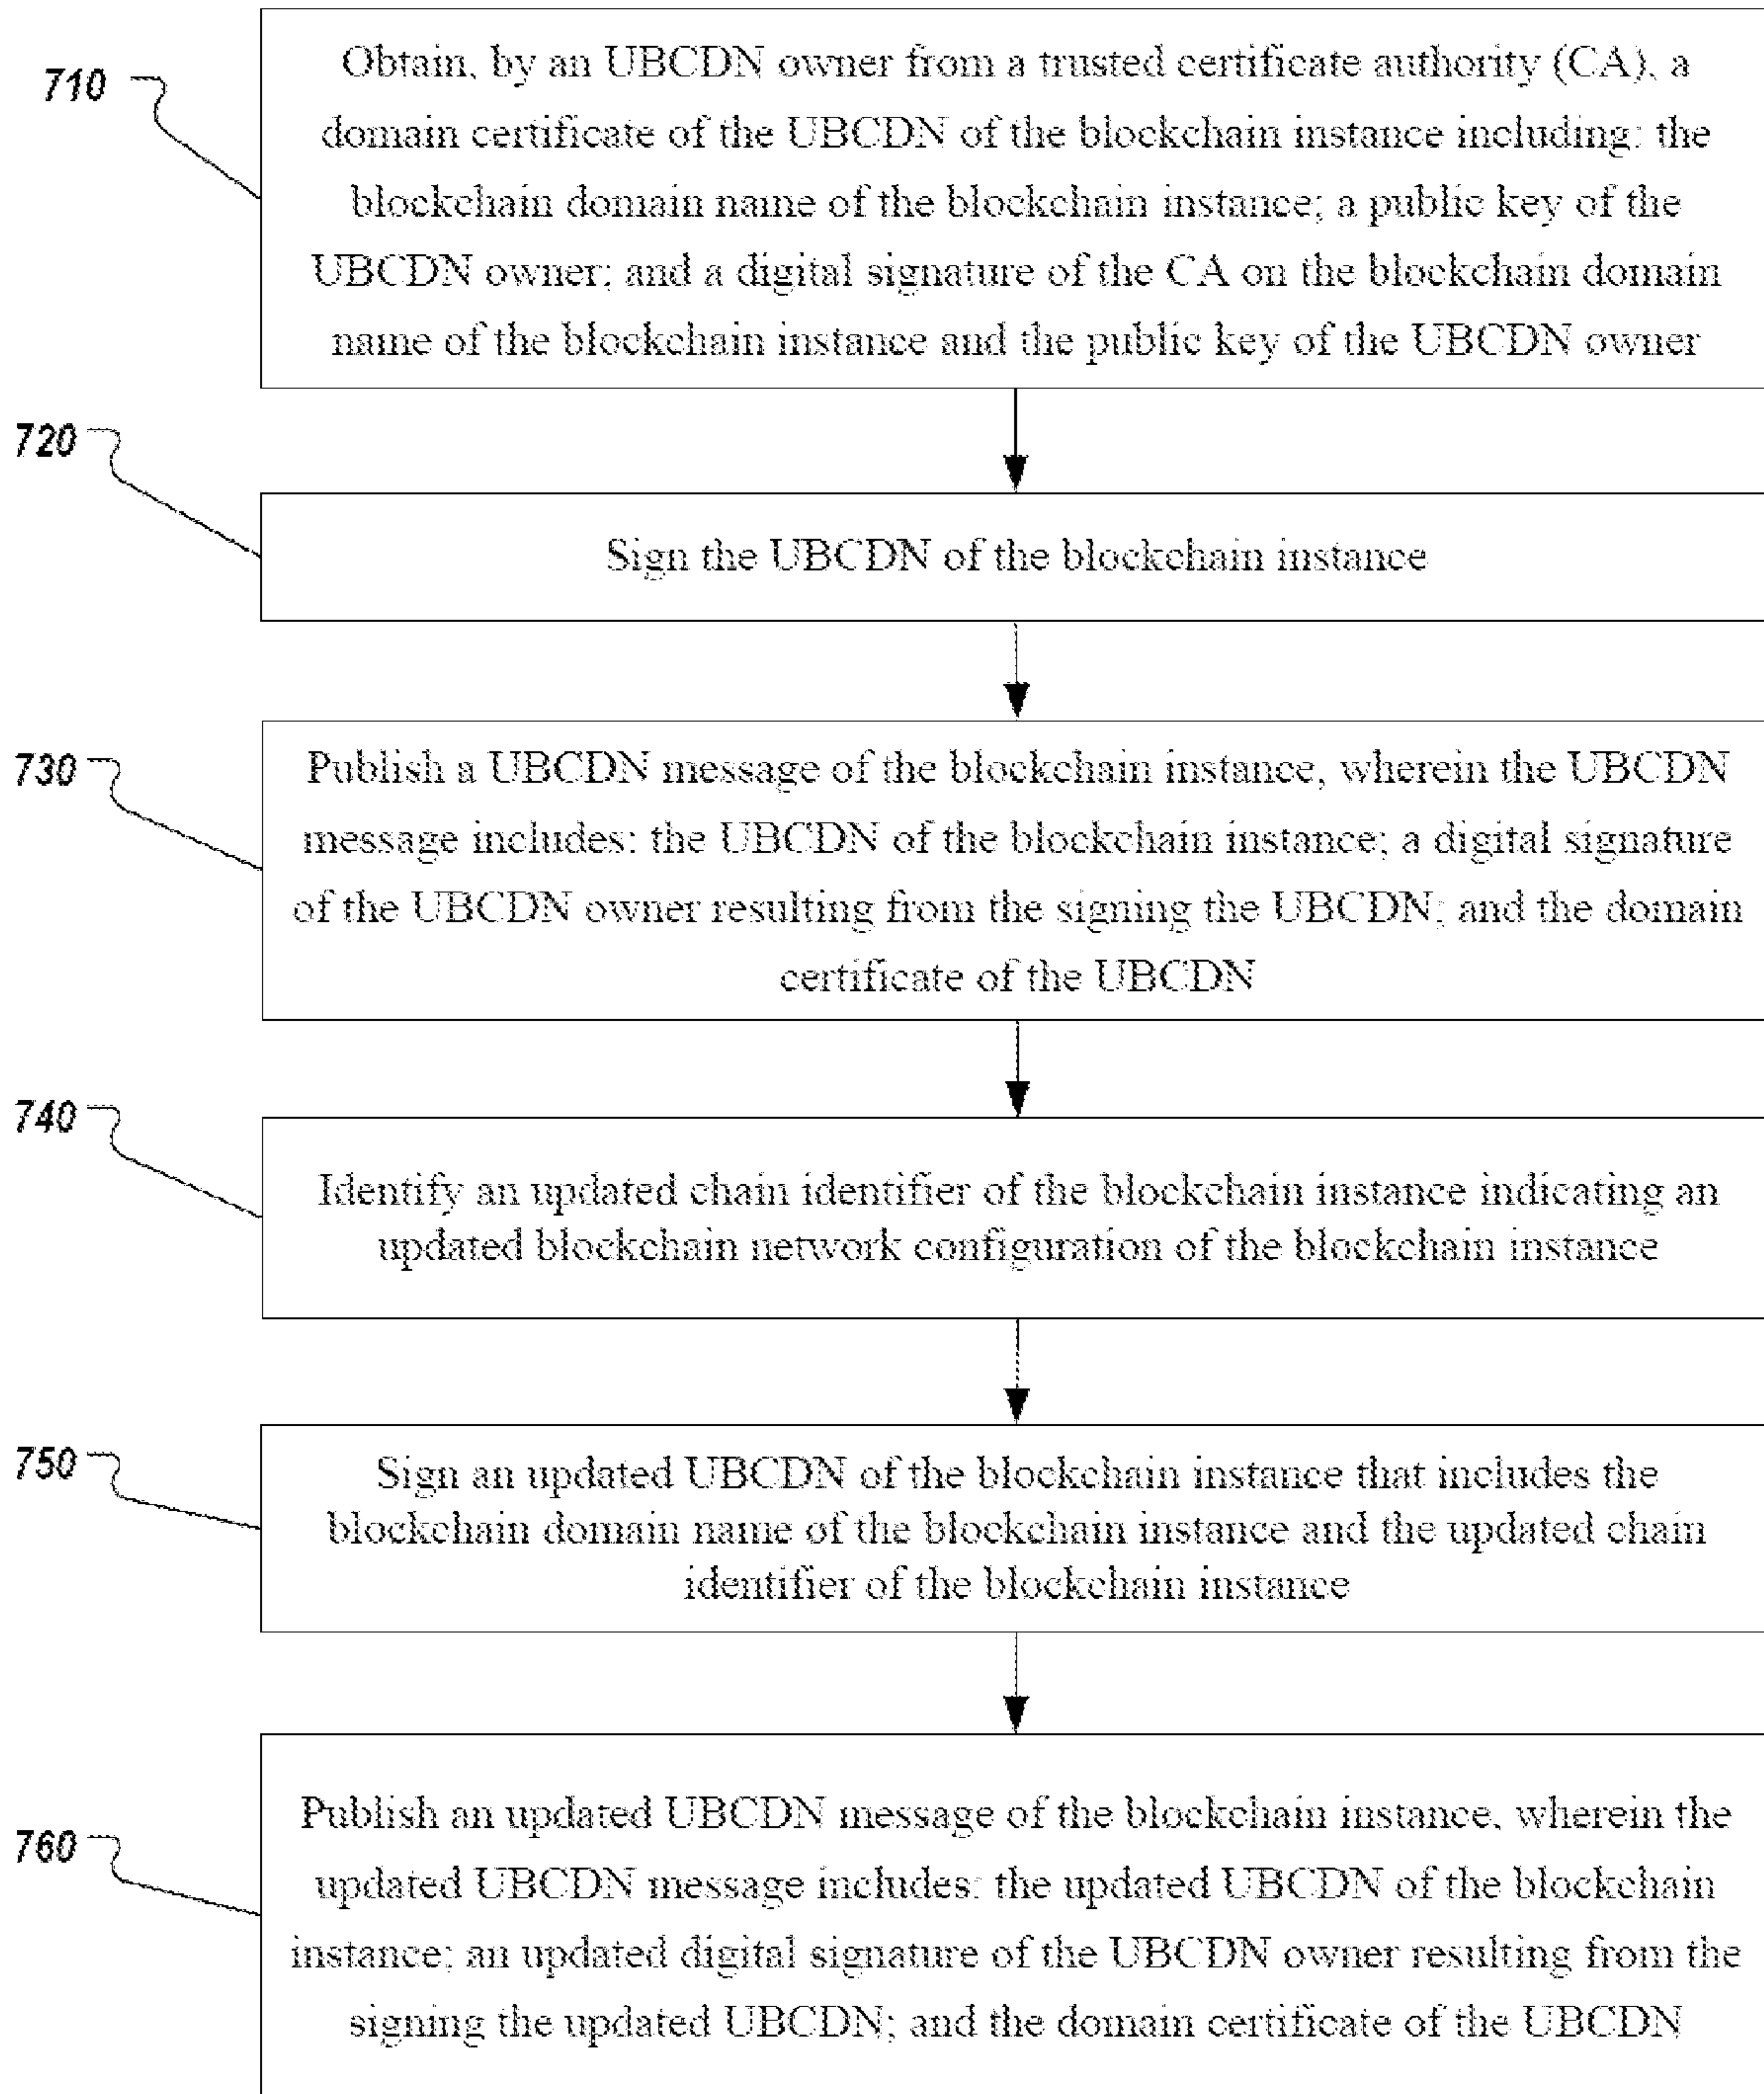 710
Obtain, by an UBCDN owner from a trusted certificate authority (CA), a
domain certificate of the UBCDN of the blockchain instance including: the
blockchain domain name of the blockchain instance; a public key of the
UBCDN owner; and a digital signature of the CA on the blockchain domain
name of the blockchain instance and the public key of the UBCDN owner
720
Sign the UBCDN of the blockchain instance
730
Publish a UBCDN message of the blockchain instance, wherein the UBCDN
message includes: the UBCDN of the blockchain instance; a digital signature
of the UBCDN owner resulting from the signing the UBCDN; and the domain
certificate of the UBCDN
740
Identify an updated chain identifier of the blockchain instance indicating an
updated blockchain network configuration of the blockchain instance
750
Sign an updated UBCDN of the blockchain instance that includes the
blockchain domain name of the blockchain instance and the updated chain
identifier of the blockchain instance
760
Publish an updated UBCDN message of the blockchain instance, wherein the
updated UBCDN message includes: the updated UBCDN of the blockchain
instance; an updated digital signature of the UBCDN owner resulting from the
signing the updated UBCDN; and the domain certificate of the UBCDN